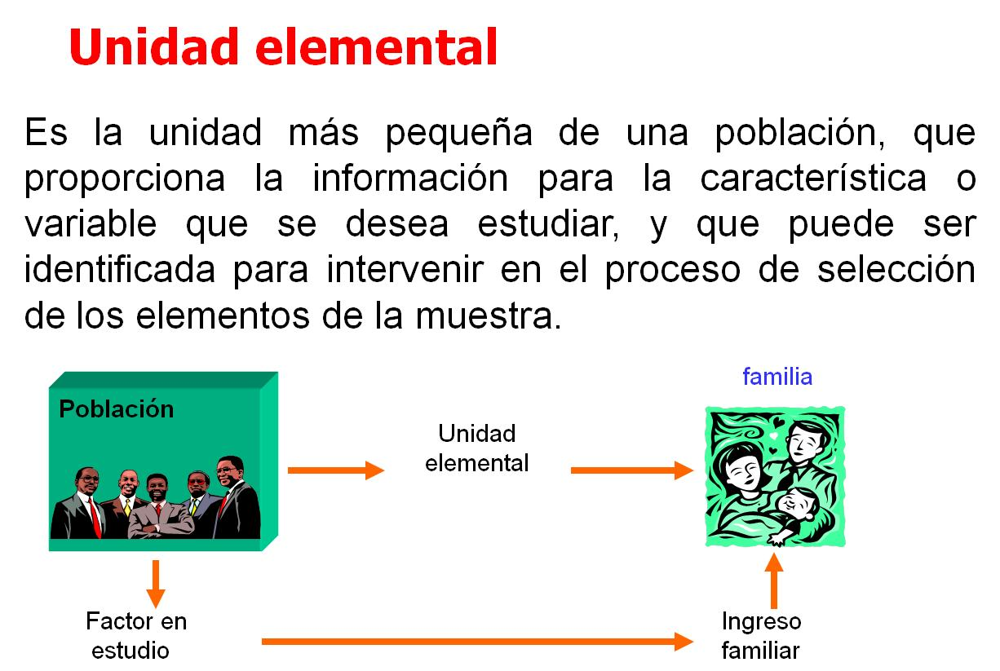 Unidad elemental
Es la unidad más pequeña de una población, que
proporciona la información para la característica o
variable que se desea estudiar, y que puede ser
identificada para intervenir en el proceso de selección
de los elementos de la muestra.
familia
Población
Unidad
elemental
Factor en
estudio
Ingreso
familiar